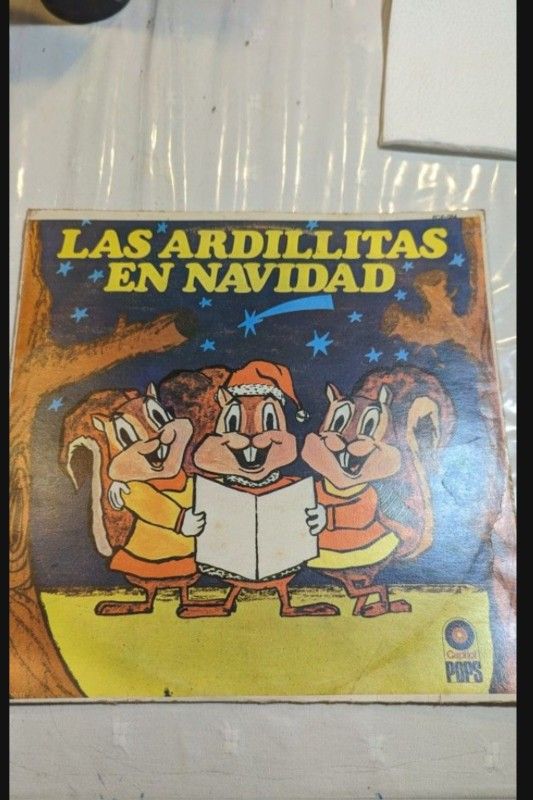 LAS ARDILLITAS
EN NAVIDAD
Capitol
POPS